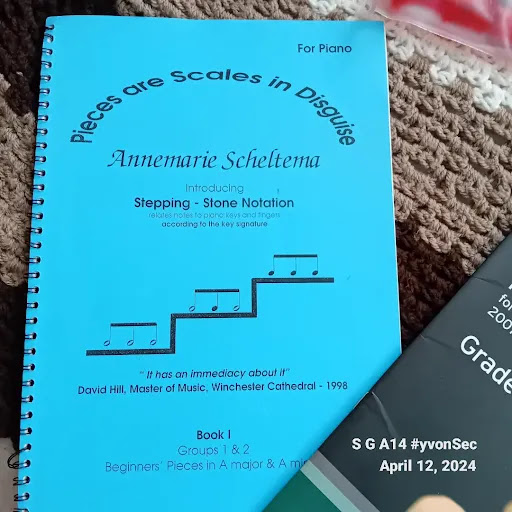 For Piano
Pieces are Scales in Disguise
Annemarie Scheltema
Introducing
Stepping - Stone Notation
relates notes to piano keys and fingers
according to the key signature
" It has an immediacy about it"
David Hill, Master of Music, Winchester Cathedral - 1998
Book I
Groups 1 & 2
Beginners' Pieces in A major & A mi
for
2007
Grade
S G A14 #yvonSec
April 12, 2024